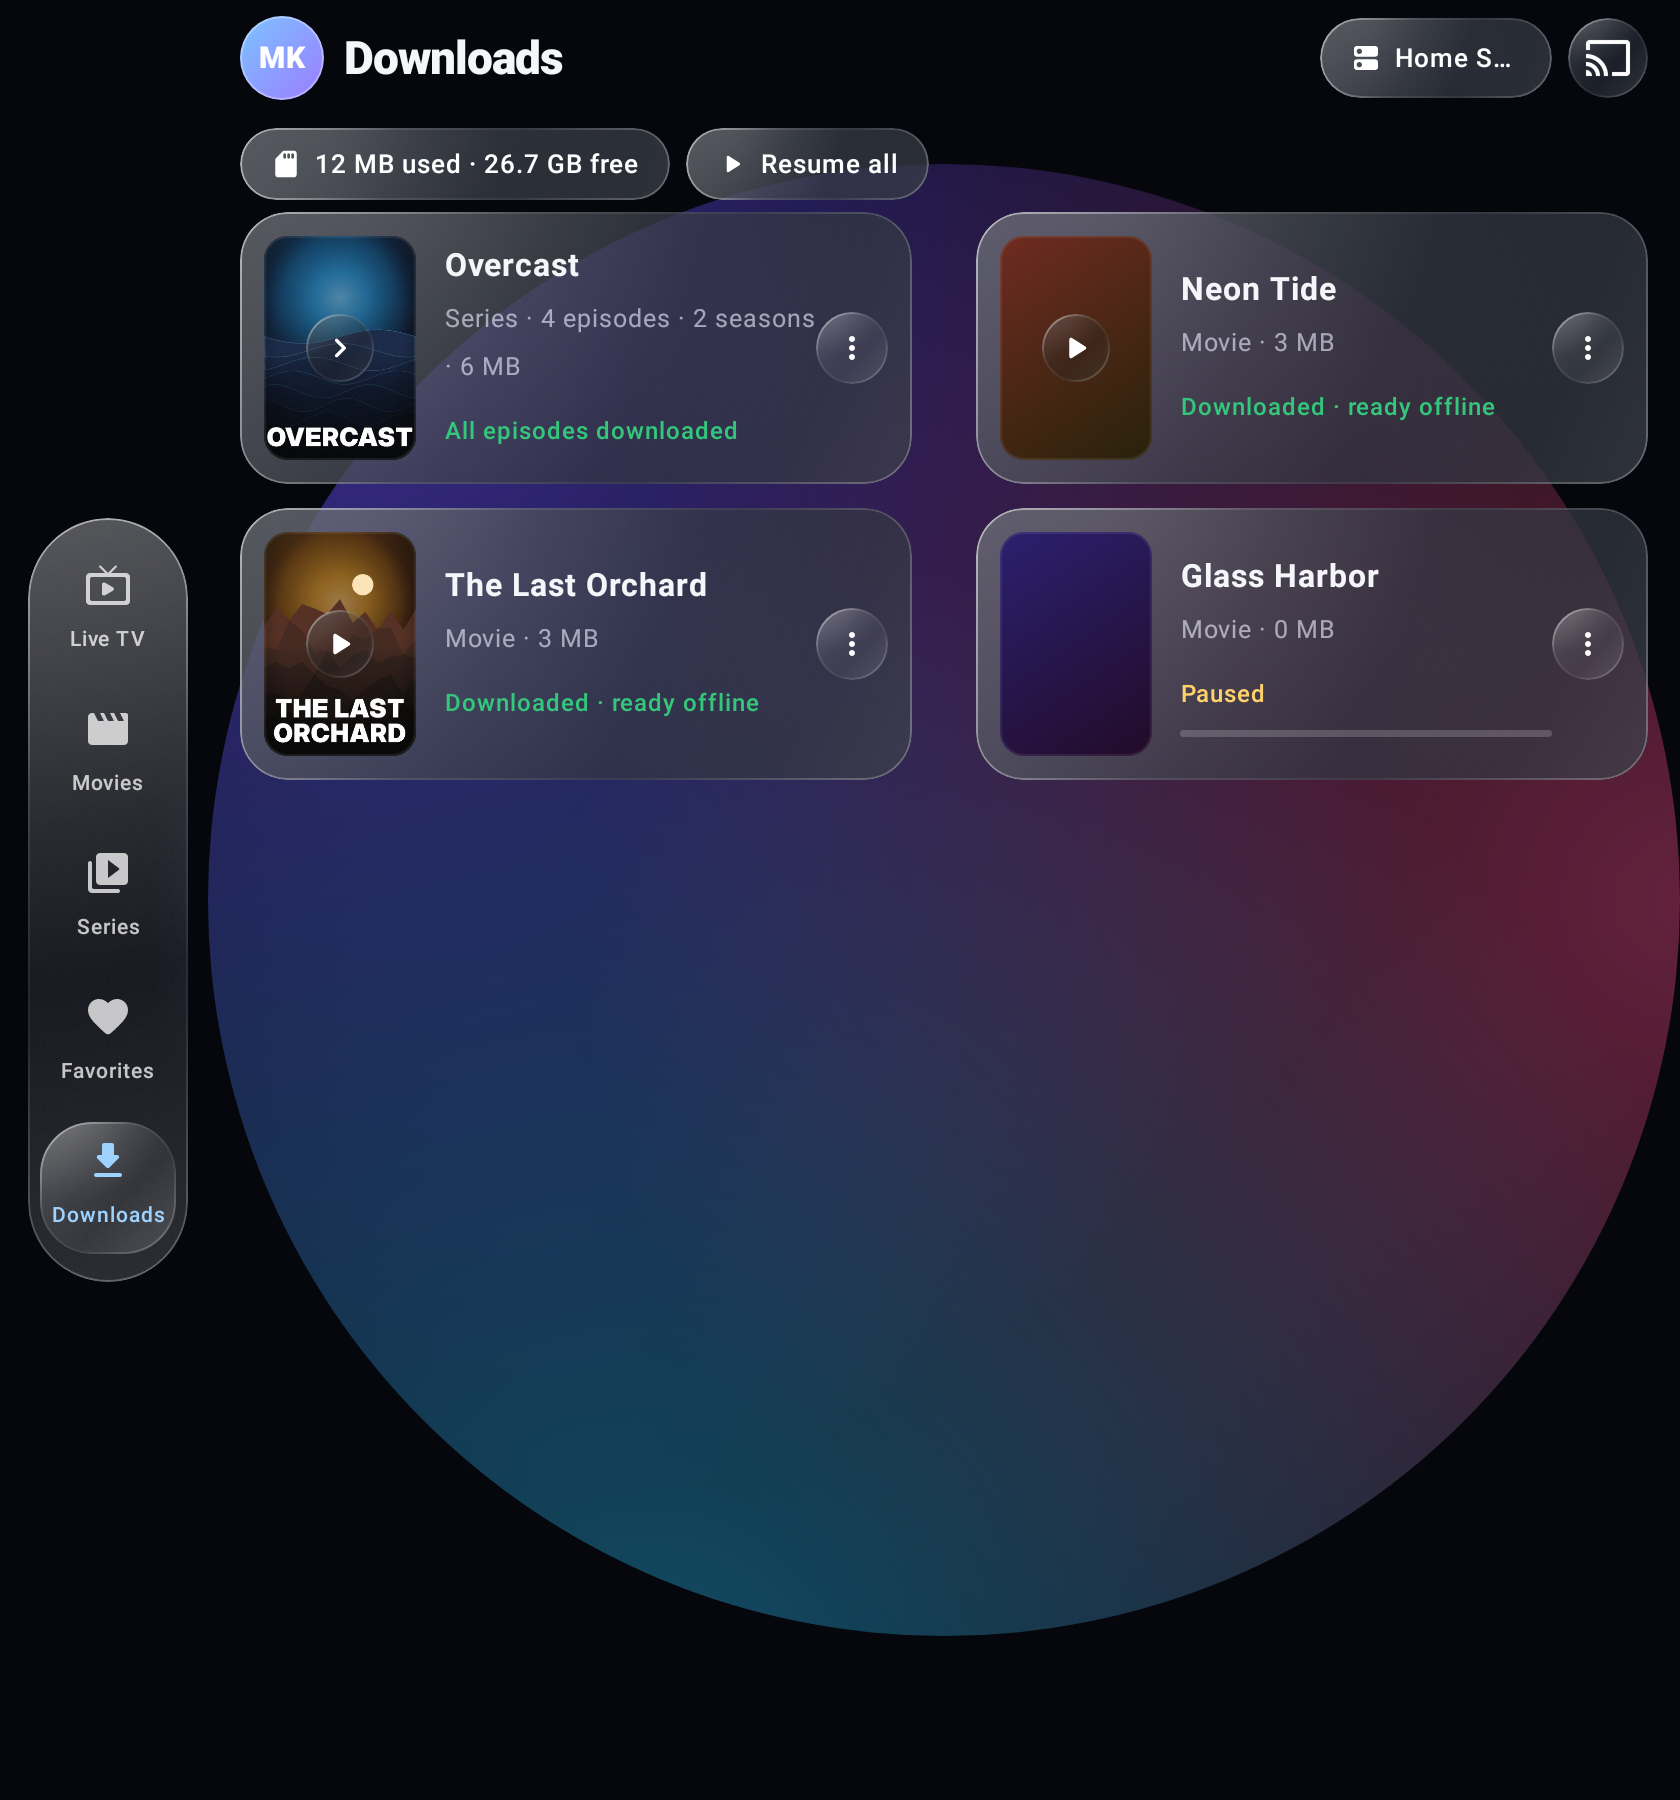 MK
Downloads
Home S...
12 MB used · 26.7 GB free
Resume all
Overcast
Series · 4 episodes · 2 seasons
· 6 MB
All episodes downloaded
OVERCAST
Neon Tide
Movie · 3 MB
Downloaded · ready offline
The Last Orchard
Movie · 3 MB
Downloaded · ready offline
THE LAST
ORCHARD
Glass Harbor
Movie · 0 MB
Paused
Live TV
Movies
Series
Favorites
Downloads